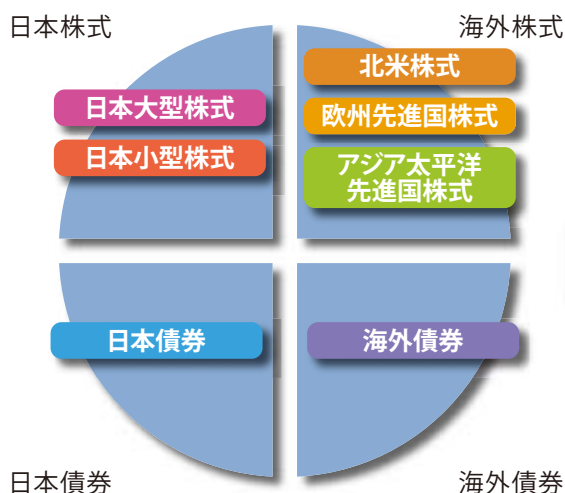 日本株式
海外株式
日本大型株式
日本小型株式
北米株式
欧州先進国株式
アジア太平洋
先進国株式
日本債券
海外債券
日本債券
海外債券